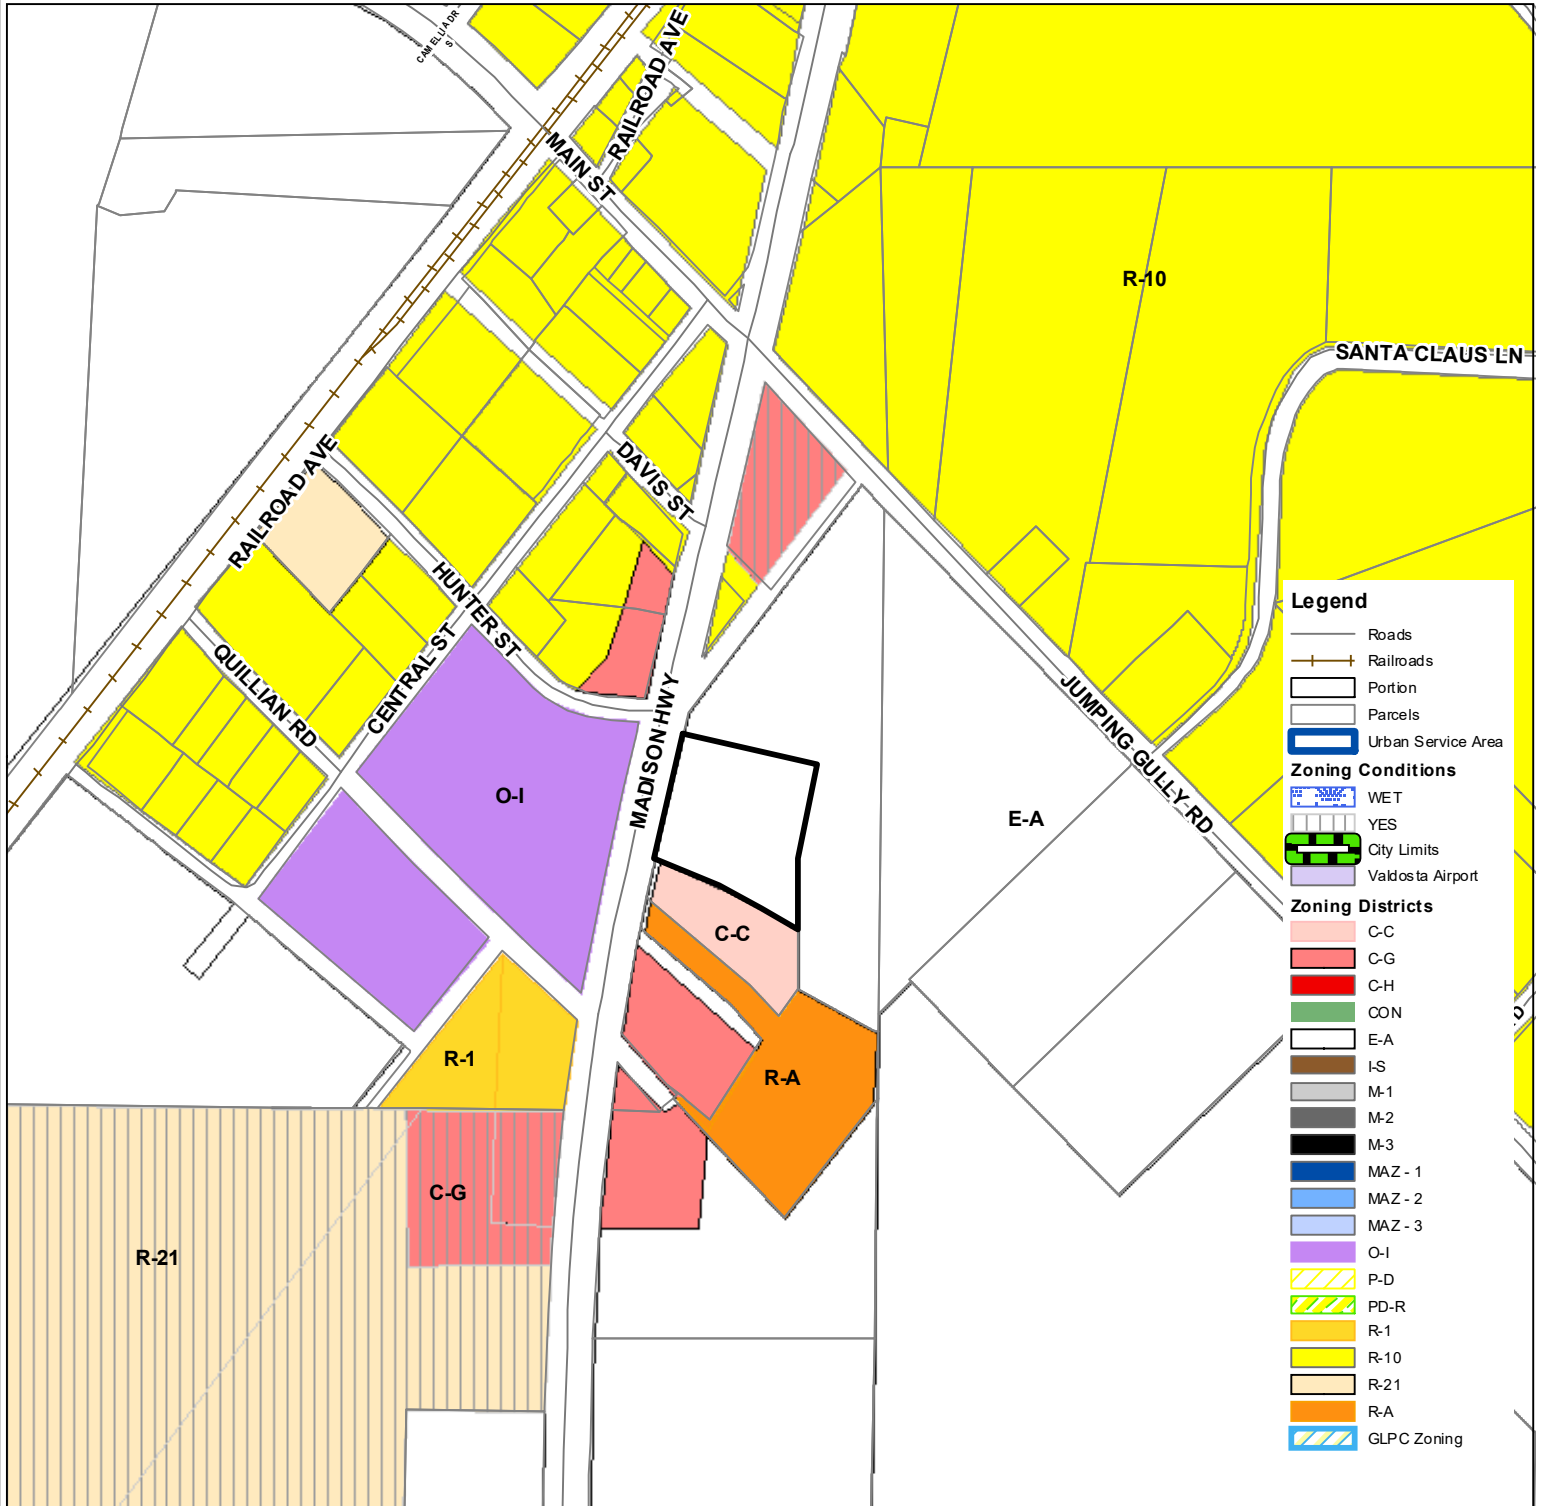 CAMELLIA DR
S
RAILROAD AVE
MAIN ST
R-10
SANTA CLAUS LN
DAVIS ST
RAILROAD AVE
HUNTER ST
QUILLIAN RD
CENTRAL ST
MADISON HWY
JUMPING GULLY RD
O-I
E-A
C-C
R-1
R-A
C-G
R-21
D
Legend
Roads
Railroads
Portion
Parcels
Urban Service Area
Zoning Conditions
WET
YES
City Limits
Valdosta Airport
Zoning Districts
C-C
C-G
C-H
CON
E-A
I-S
M-1
M-2
M-3
MAZ - 1
MAZ - 2
MAZ - 3
O-I
P-D
PD-R
R-1
R-10
R-21
R-A
GLPC Zoning